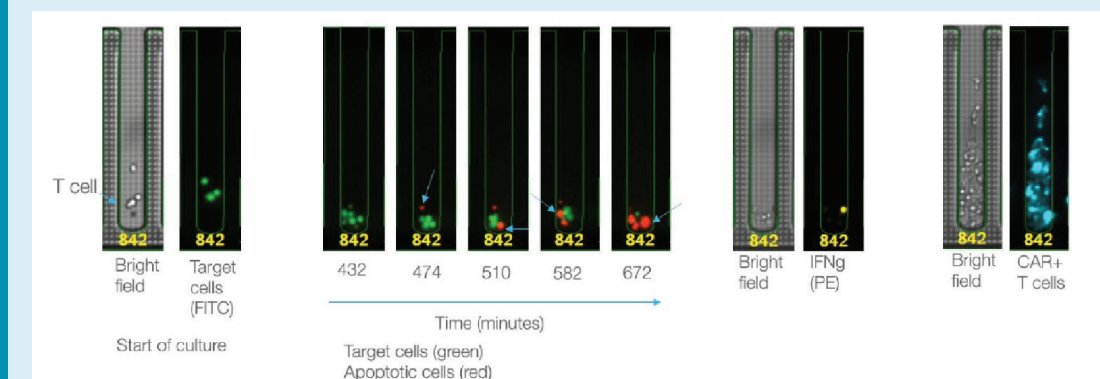 T cell
842
842
842
842
842
842
842
842
842
842
842
Bright
field
Target
cells
(FITC)
432
474
510
582
672
Bright
field
IFNg
(PE)
Bright
field
CAR+
T cells
Time (minutes)
Start of culture
Target cells (green)
Apoptotic cells (red)